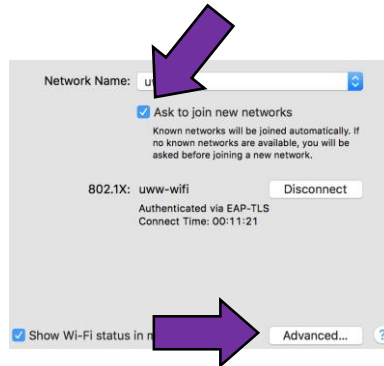 Network Name: u
Ask to join new networks
Known networks will be joined automatically. If
no known networks are available, you will be
asked before joining a new network.
802.1X: uww-wifi Disconnect
Authenticated via EAP-TLS
Connect Time: 00:11:21
Show Wi-Fi status in Advanced... ?